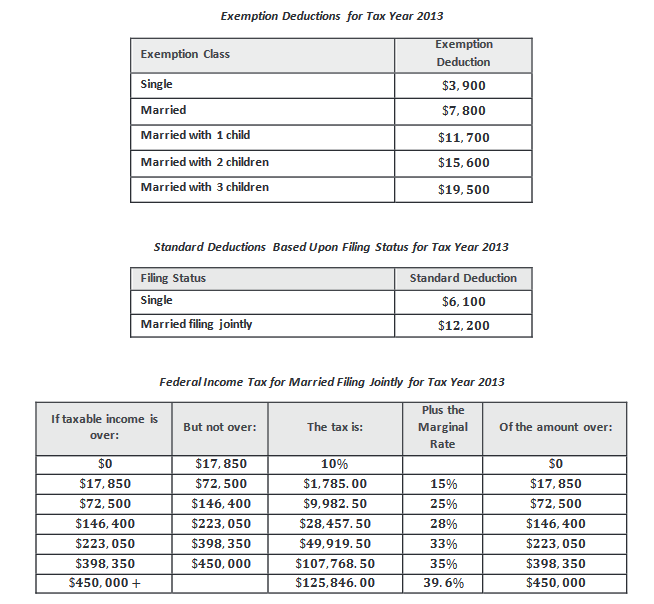 Exemption Deductions for Tax Year 2013
Exemption Class
Exemption
Deduction
Single $3,900
Married $7,800
Married with 1 child $11,700
Married with 2 children $15,600
Married with 3 children $19,500
Standard Deductions Based Upon Filing Status for Tax Year 2013
Filing Status Standard Deduction
Single $6,100
Married filing jointly $12,200
Federal Income Tax for Married Filing Jointly for Tax Year 2013
If taxable income is
over:
But not over:
The tax is:
Plus the
Marginal
Rate
Of the amount over:
$0 $17,850 10% $0
$17,850 $72,500 $1,785.00 15% $17,850
$72,500 $146,400 $9,982.50 25% $72,500
$146,400 $223,050 $28,457.50 28% $146,400
$223,050 $398,350 $49,919.50 33% $223,050
$398,350 $450,000 $107,768.50 35% $398,350
$450,000 + $125,846.00 39.6% $450,000